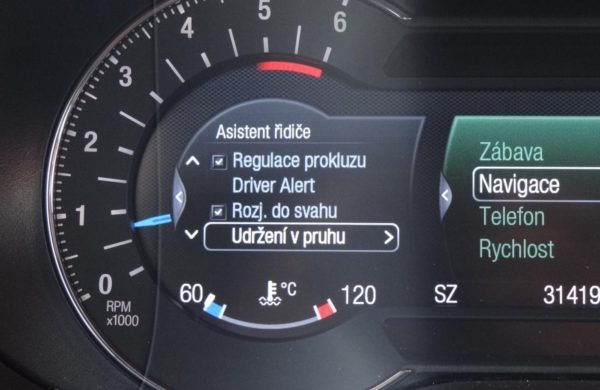 6
5
4
3
2
1
0
RPM
x1000
Asistent řidiče
Regulace prokluzu
Driver Alert
Rozj. do svahu
Udržení v pruhu
60 °C 120
Zábava
Navigace
Telefon
Rychlost
SZ 31419